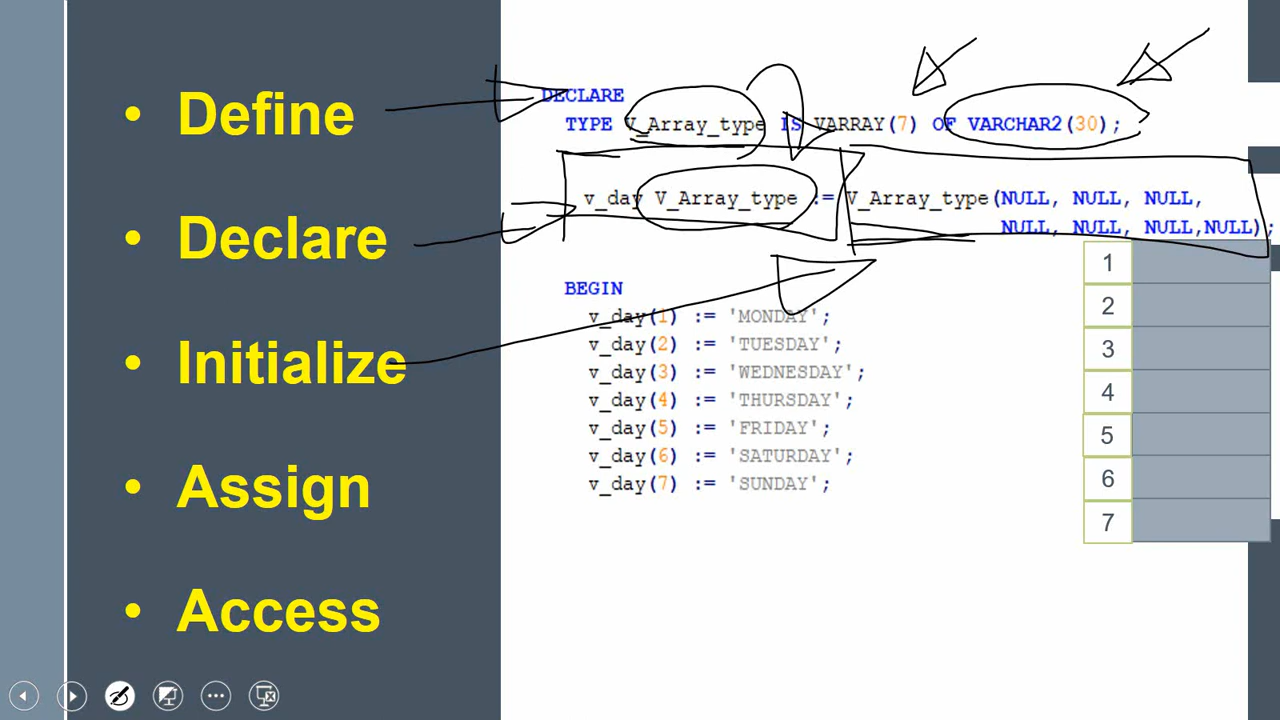 • Define
• Declare
• Initialize
• Assign
• Access
DECLARE
TYPE V_Array_type IS VARRAY(7) OF VARCHAR2(30);
v_day V_Array_type := V_Array_type(NULL, NULL, NULL,
NULL, NULL, NULL,NULL);
BEGIN
v_day(1) := 'MONDAY';
v_day(2) := 'TUESDAY';
v_day(3) := 'WEDNESDAY';
v_day(4) := 'THURSDAY';
v_day(5) := 'FRIDAY';
v_day(6) := 'SATURDAY';
v_day(7) := 'SUNDAY';
1
2
3
4
5
6
7